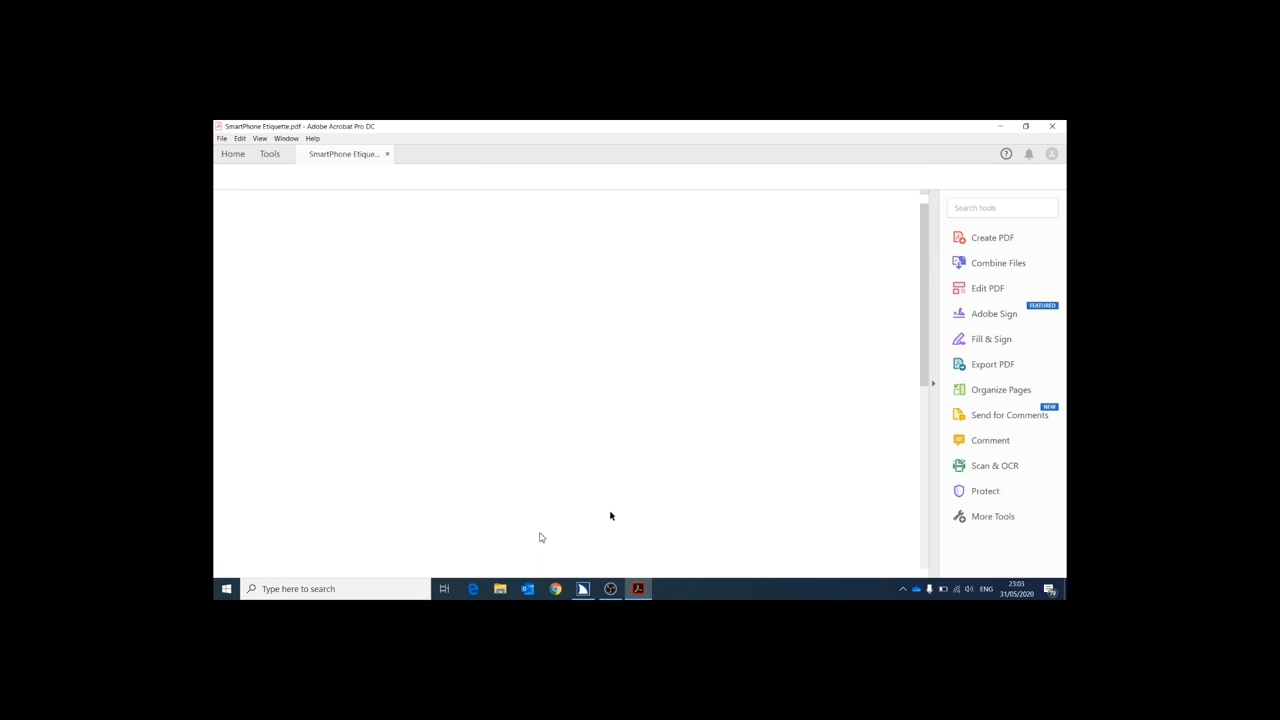 SmartPhone Etiquette.pdf - Adobe Acrobat Pro DC
File Edit View Window Help
Home Tools SmartPhone Etique... ×
Search tools
Create PDF
Combine Files
Edit PDF
FEATURED
Adobe Sign
Fill & Sign
Export PDF
Organize Pages
NEW
Send for Comments
Comment
Scan & OCR
Protect
More Tools
Type here to search
ENG
23:03
31/05/2020